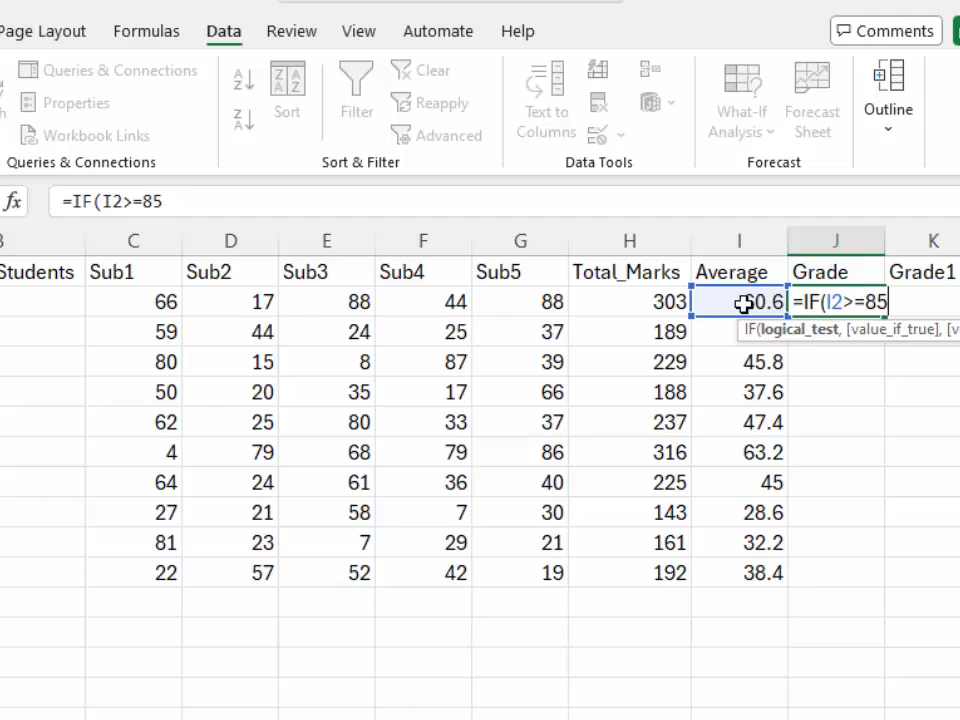 Page Layout Formulas Data Review View Automate Help Comments
Queries & Connections
Properties
Workbook Links
Queries & Connections
Sort
Filter
Clear
Reapply
Advanced
Sort & Filter
Text to
Columns
Data Tools
What-If
Analysis
Forecast
Sheet
Forecast
Outline
fx =IF(I2>=85
C D E F G H I J K
Students Sub1 Sub2 Sub3 Sub4 Sub5 Total_Marks Average Grade Grade1
66 17 88 44 88 303 60.6 =IF(I2>=85
59 44 24 25 37 189 IF(logical_test, [value_if_true], [v
80 15 8 87 39 229 45.8
50 20 35 17 66 188 37.6
62 25 80 33 37 237 47.4
4 79 68 79 86 316 63.2
64 24 61 36 40 225 45
27 21 58 7 30 143 28.6
81 23 7 29 21 161 32.2
22 57 52 42 19 192 38.4